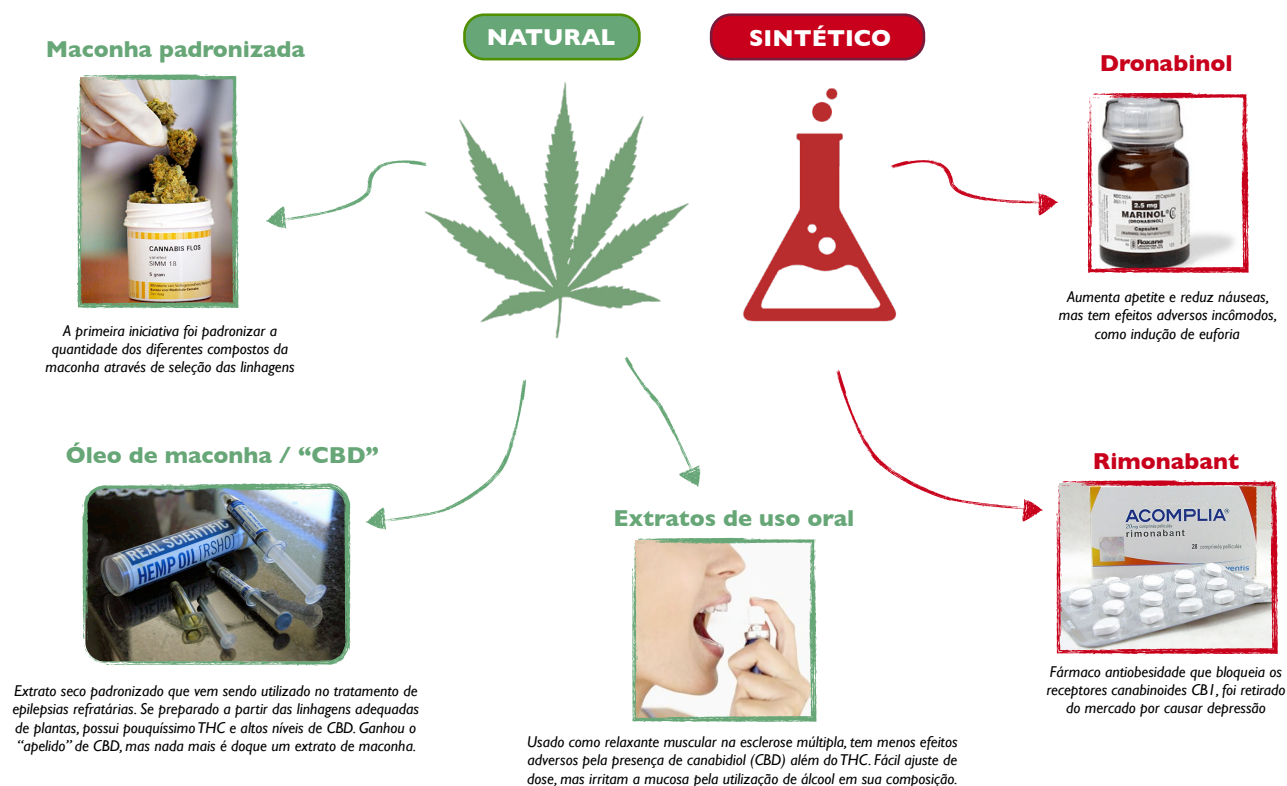 NATURAL
SINTÉTICO
Maconha padronizada
CANNABIS FLOS
SIMM 18
5 gram
A primeira iniciativa foi padronizar a
quantidade dos diferentes compostos da
maconha através de seleção das linhagens
Dronabinol
2.5 mg
MARINOL®
(DRONABINOL)
Capsules
Roxane
Aumenta apetite e reduz náuseas,
mas tem efeitos adversos incômodos,
como indução de euforia
Óleo de maconha / “CBD”
REAL SCIENTIFIC
HEMP OIL (RSHO™)
Extrato seco padronizado que vem sendo utilizado no tratamento de
epilepsias refratárias. Se preparado a partir das linhagens adequadas
de plantas, possui pouquíssimo THC e altos níveis de CBD. Ganhou o
“apelido” de CBD, mas nada mais é doque um extrato de maconha.
Extratos de uso oral
Usado como relaxante muscular na esclerose múltipla, tem menos efeitos
adversos pela presença de canabidiol (CBD) além do THC. Fácil ajuste de
dose, mas irritam a mucosa pela utilização de álcool em sua composição.
Rimonabant
ACOMPLIA®
20mg comprimés pelliculés
rimonabant
28 comprimés pelliculés
Fármaco antiobesidade que bloqueia os
receptores canabinoides CB1, foi retirado
do mercado por causar depressão